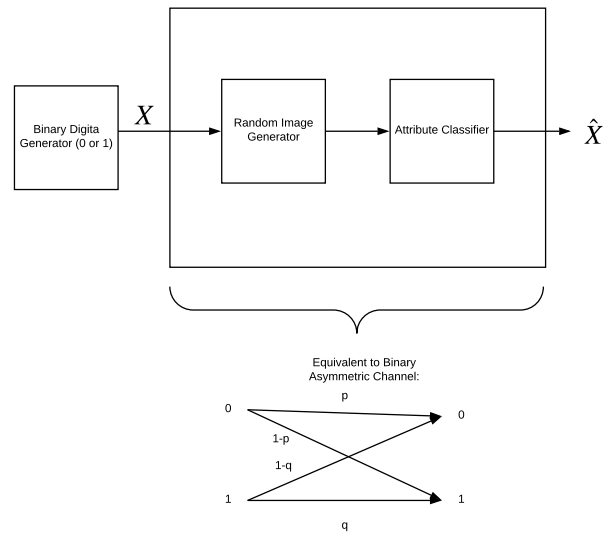 Binary Digita
Generator (0 or 1)
X
Random Image
Generator
Attribute Classifier
X̂
Equivalent to Binary
Asymmetric Channel:
p
0
0
1-p
1-q
1
1
q